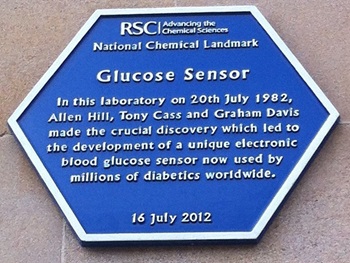 RSC | Advancing the
Chemical Sciences
National Chemical Landmark
Glucose Sensor
In this laboratory on 20th July 1982,
Allen Hill, Tony Cass and Graham Davis
made the crucial discovery which led to
the development of a unique electronic
blood glucose sensor now used by
millions of diabetics worldwide.
16 July 2012